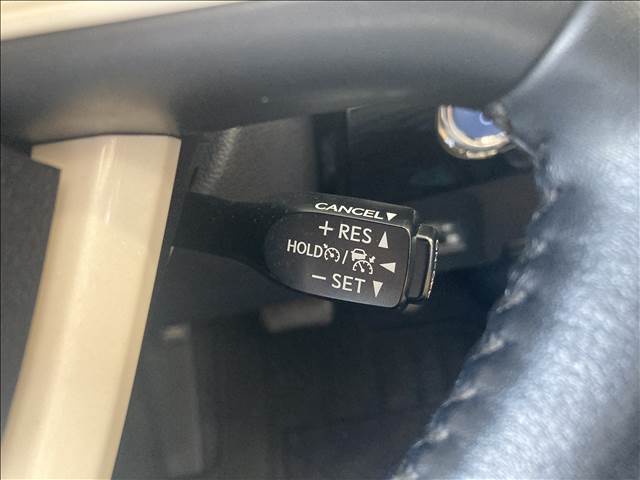 CANCEL▼
+ RES ▲
HOLD / ◀
− SET ▼